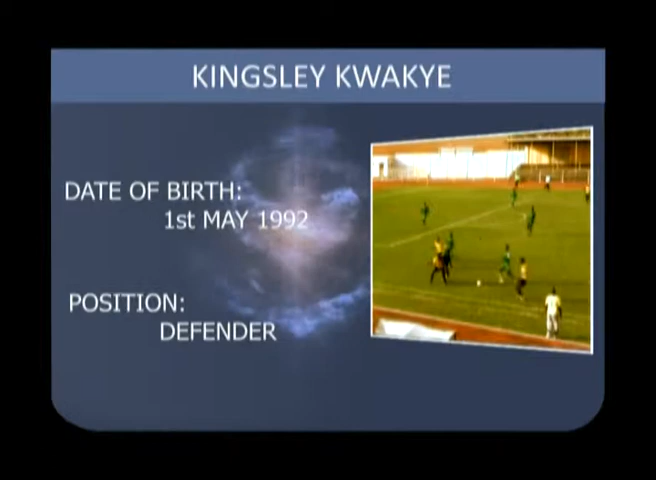 KINGSLEY KWAKYE
DATE OF BIRTH:
1st MAY 1992
POSITION:
DEFENDER